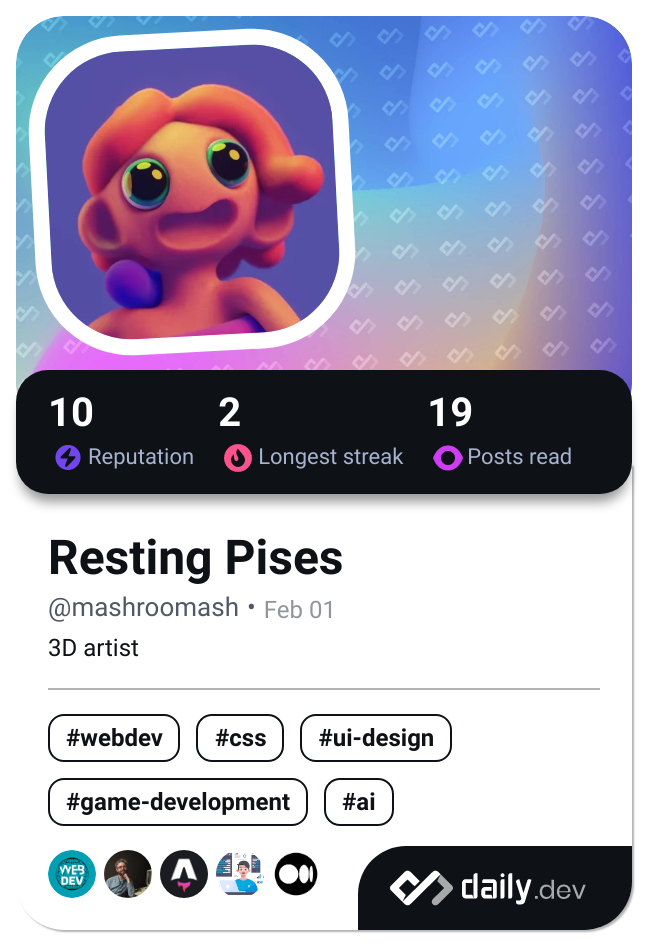 10 2 19
Reputation Longest streak Posts read
Resting Pises
@mashroomash • Feb 01
3D artist
#webdev #css #ui-design
#game-development #ai
WEB
DEV
daily.dev